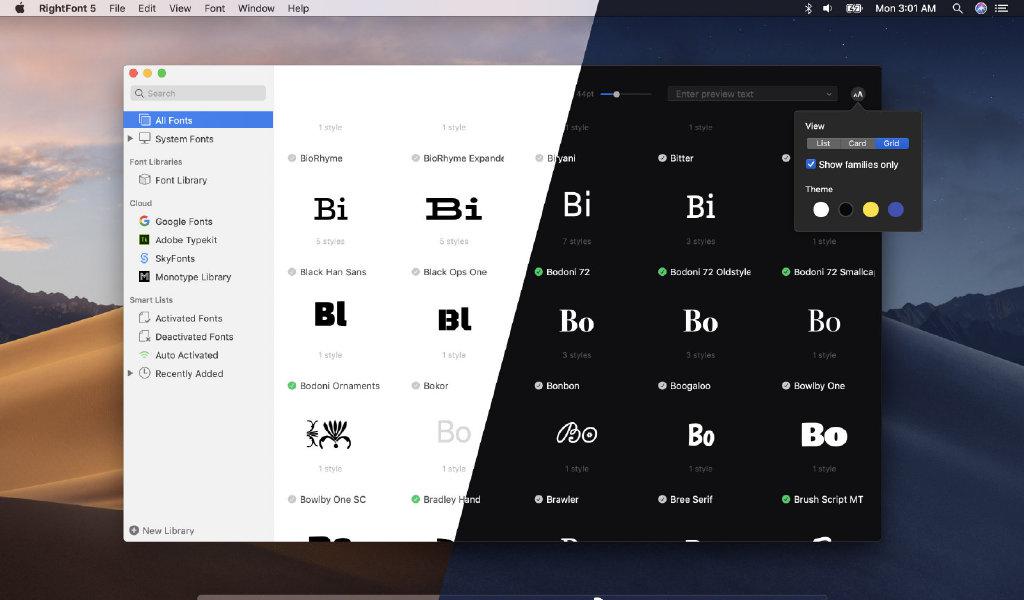 RightFont 5 File Edit View Font Window Help Mon 3:01 AM
Search
All Fonts
System Fonts
Font Libraries
Font Library
Cloud
Google Fonts
Adobe Typekit
SkyFonts
Monotype Library
Smart Lists
Activated Fonts
Deactivated Fonts
Auto Activated
Recently Added
New Library
44pt Enter preview text
View
List Card Grid
Show families only
Theme
1 style 1 style 1 style 1 style
BioRhyme BioRhyme Expande Biryani Bitter
Bi Bi Bi Bi
5 styles 5 styles 7 styles 3 styles 1 style
Black Han Sans Black Ops One Bodoni 72 Bodoni 72 Oldstyle Bodoni 72 Smallcap
Bl Bl Bo Bo Bo
1 style 1 style 3 styles 3 styles 1 style
Bodoni Ornaments Bokor Bonbon Boogaloo Bowlby One
Bo Bo Bo Bo
1 style 1 style 1 style 1 style 1 style
Bowlby One SC Bradley Hand Brawler Bree Serif Brush Script MT